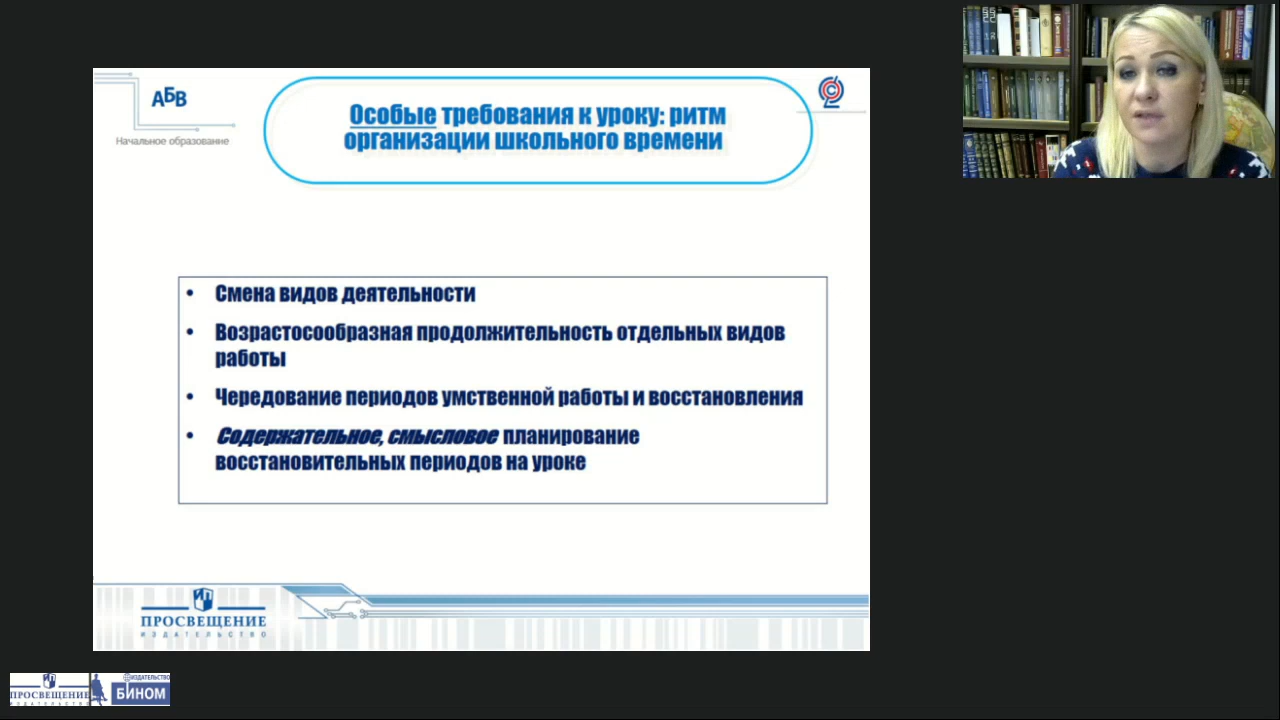 АБВ
Начальное образование
Особые требования к уроку: ритм
организации школьного времени
• Смена видов деятельности
• Возрастосообразная продолжительность отдельных видов
работы
• Чередование периодов умственной работы и восстановления
• Содержательное, смысловое планирование
восстановительных периодов на уроке
ПРОСВЕЩЕНИЕ
ИЗДАТЕЛЬСТВО
ПРОСВЕЩЕНИЕ
ИЗДАТЕЛЬСТВО
ИЗДАТЕЛЬСТВО
БИНОМ